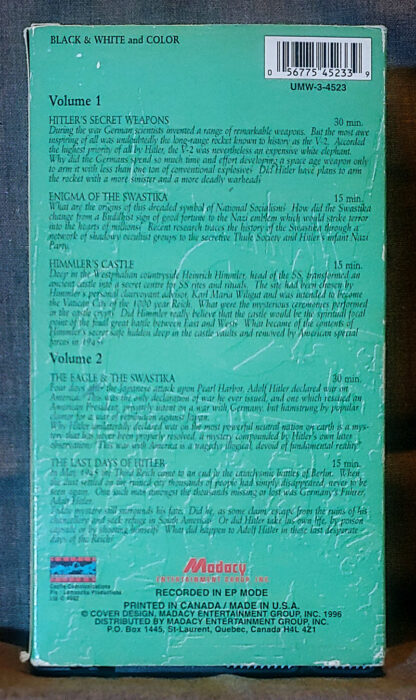 BLACK & WHITE and COLOR
0 56775 45233 9
UMW-3-4523
Volume 1
HITLER'S SECRET WEAPONS 30 min.
During the war German scientists invented a range of remarkable weapons. But the most awe
inspiring of all was undoubtedly the long-range rocket known to history as the V-2. Accorded
the highest priority of all by Hitler, the V-2 was nevertheless an expensive white elephant.
Why did the Germans spend so much time and effort developing a space age weapon only
to arm it with less than one ton of conventional explosives? Did Hitler have plans to arm
the rocket with a more sinister and a more deadly warhead?
ENIGMA OF THE SWASTIKA 15 min.
What are the origins of this dreaded symbol of National Socialism? How did the Swastika
change from a Buddhist sign of good fortune to the Nazi emblem which would strike terror
into the hearts of millions? Recent research traces the history of the Swastika through a
network of shadowy occultist groups to the secretive Thule Society and Hitler's infant Nazi
Party.
HIMMLER'S CASTLE 15 min.
Deep in the Westphalian countryside Heinrich Himmler, head of the SS, transformed an
ancient castle into a secret centre for SS rites and rituals. The site had been chosen by
Himmler's personal clairvoyant advisor, Karl Maria Wiligut and was intended to become
the Vatican City of the 1000 year Reich. What were the mysterious ceremonies performed
in the castle crypt? Did Himmler really believe that the castle would be the spiritual focal
point of the final great battle between East and West? What became of the contents of
Himmler's secret safe hidden deep in the castle vaults and removed by American special
forces in 1945?
Volume 2
THE EAGLE & THE SWASTIKA 30 min.
Four days after the Japanese attack upon Pearl Harbor, Adolf Hitler declared war on
America. This was the only declaration of war he ever issued, and one which rescued an
American President, privately intent on a war with Germany, but hamstrung by popular
clamor for a war of retribution against Japan.
Why Hitler unilaterally declared war on the most powerful neutral nation on earth is a mys-
tery that has never been properly resolved, a mystery compounded by Hitler's own later
observation: "This war with America is a tragedy, illogical, devoid of fundamental reality"
THE LAST DAYS OF HITLER 15 min.
In May 1945 the Third Reich came to an end in the cataclysmic battles of Berlin. When
the dust settled on the ruined city thousands of people had simply disappeared, never to be
seen again. One such man amongst the thousands missing or lost was Germany's Fuhrer,
Adolf Hitler.
Today mystery still surrounds his fate. Did he, as some claim, escape from the ruins of his
chancellery and seek refuge in South America? Or did Hitler take his own life, by poison
capsule or by shooting himself? What did happen to Adolf Hitler in those last desperate
days of the Reich?
Madacy
ENTERTAINMENT GROUP, INC.
RECORDED IN EP MODE
PRINTED IN CANADA / MADE IN U.S.A.
© COVER DESIGN, MADACY ENTERTAINMENT GROUP, INC. 1996
DISTRIBUTED BY MADACY ENTERTAINMENT GROUP, INC.
P.O. Box 1445, St-Laurent, Quebec, Canada H4L 4Z1